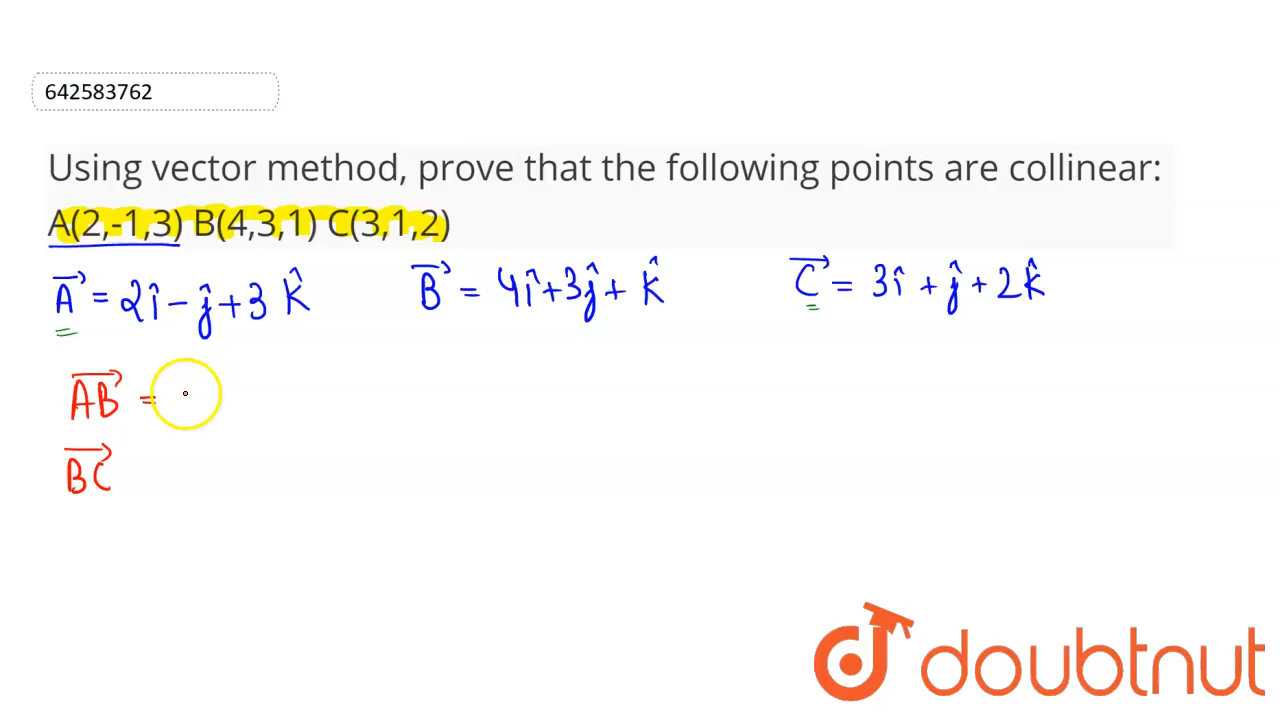 642583762
Using vector method, prove that the following points are collinear:
A(2,-1,3) B(4,3,1) C(3,1,2)
A⃗ = 2î - ĵ + 3 k̂ B⃗ = 4î + 3ĵ + k̂ C⃗ = 3î + ĵ + 2k̂
AB⃗ =
BC⃗
doubtnut